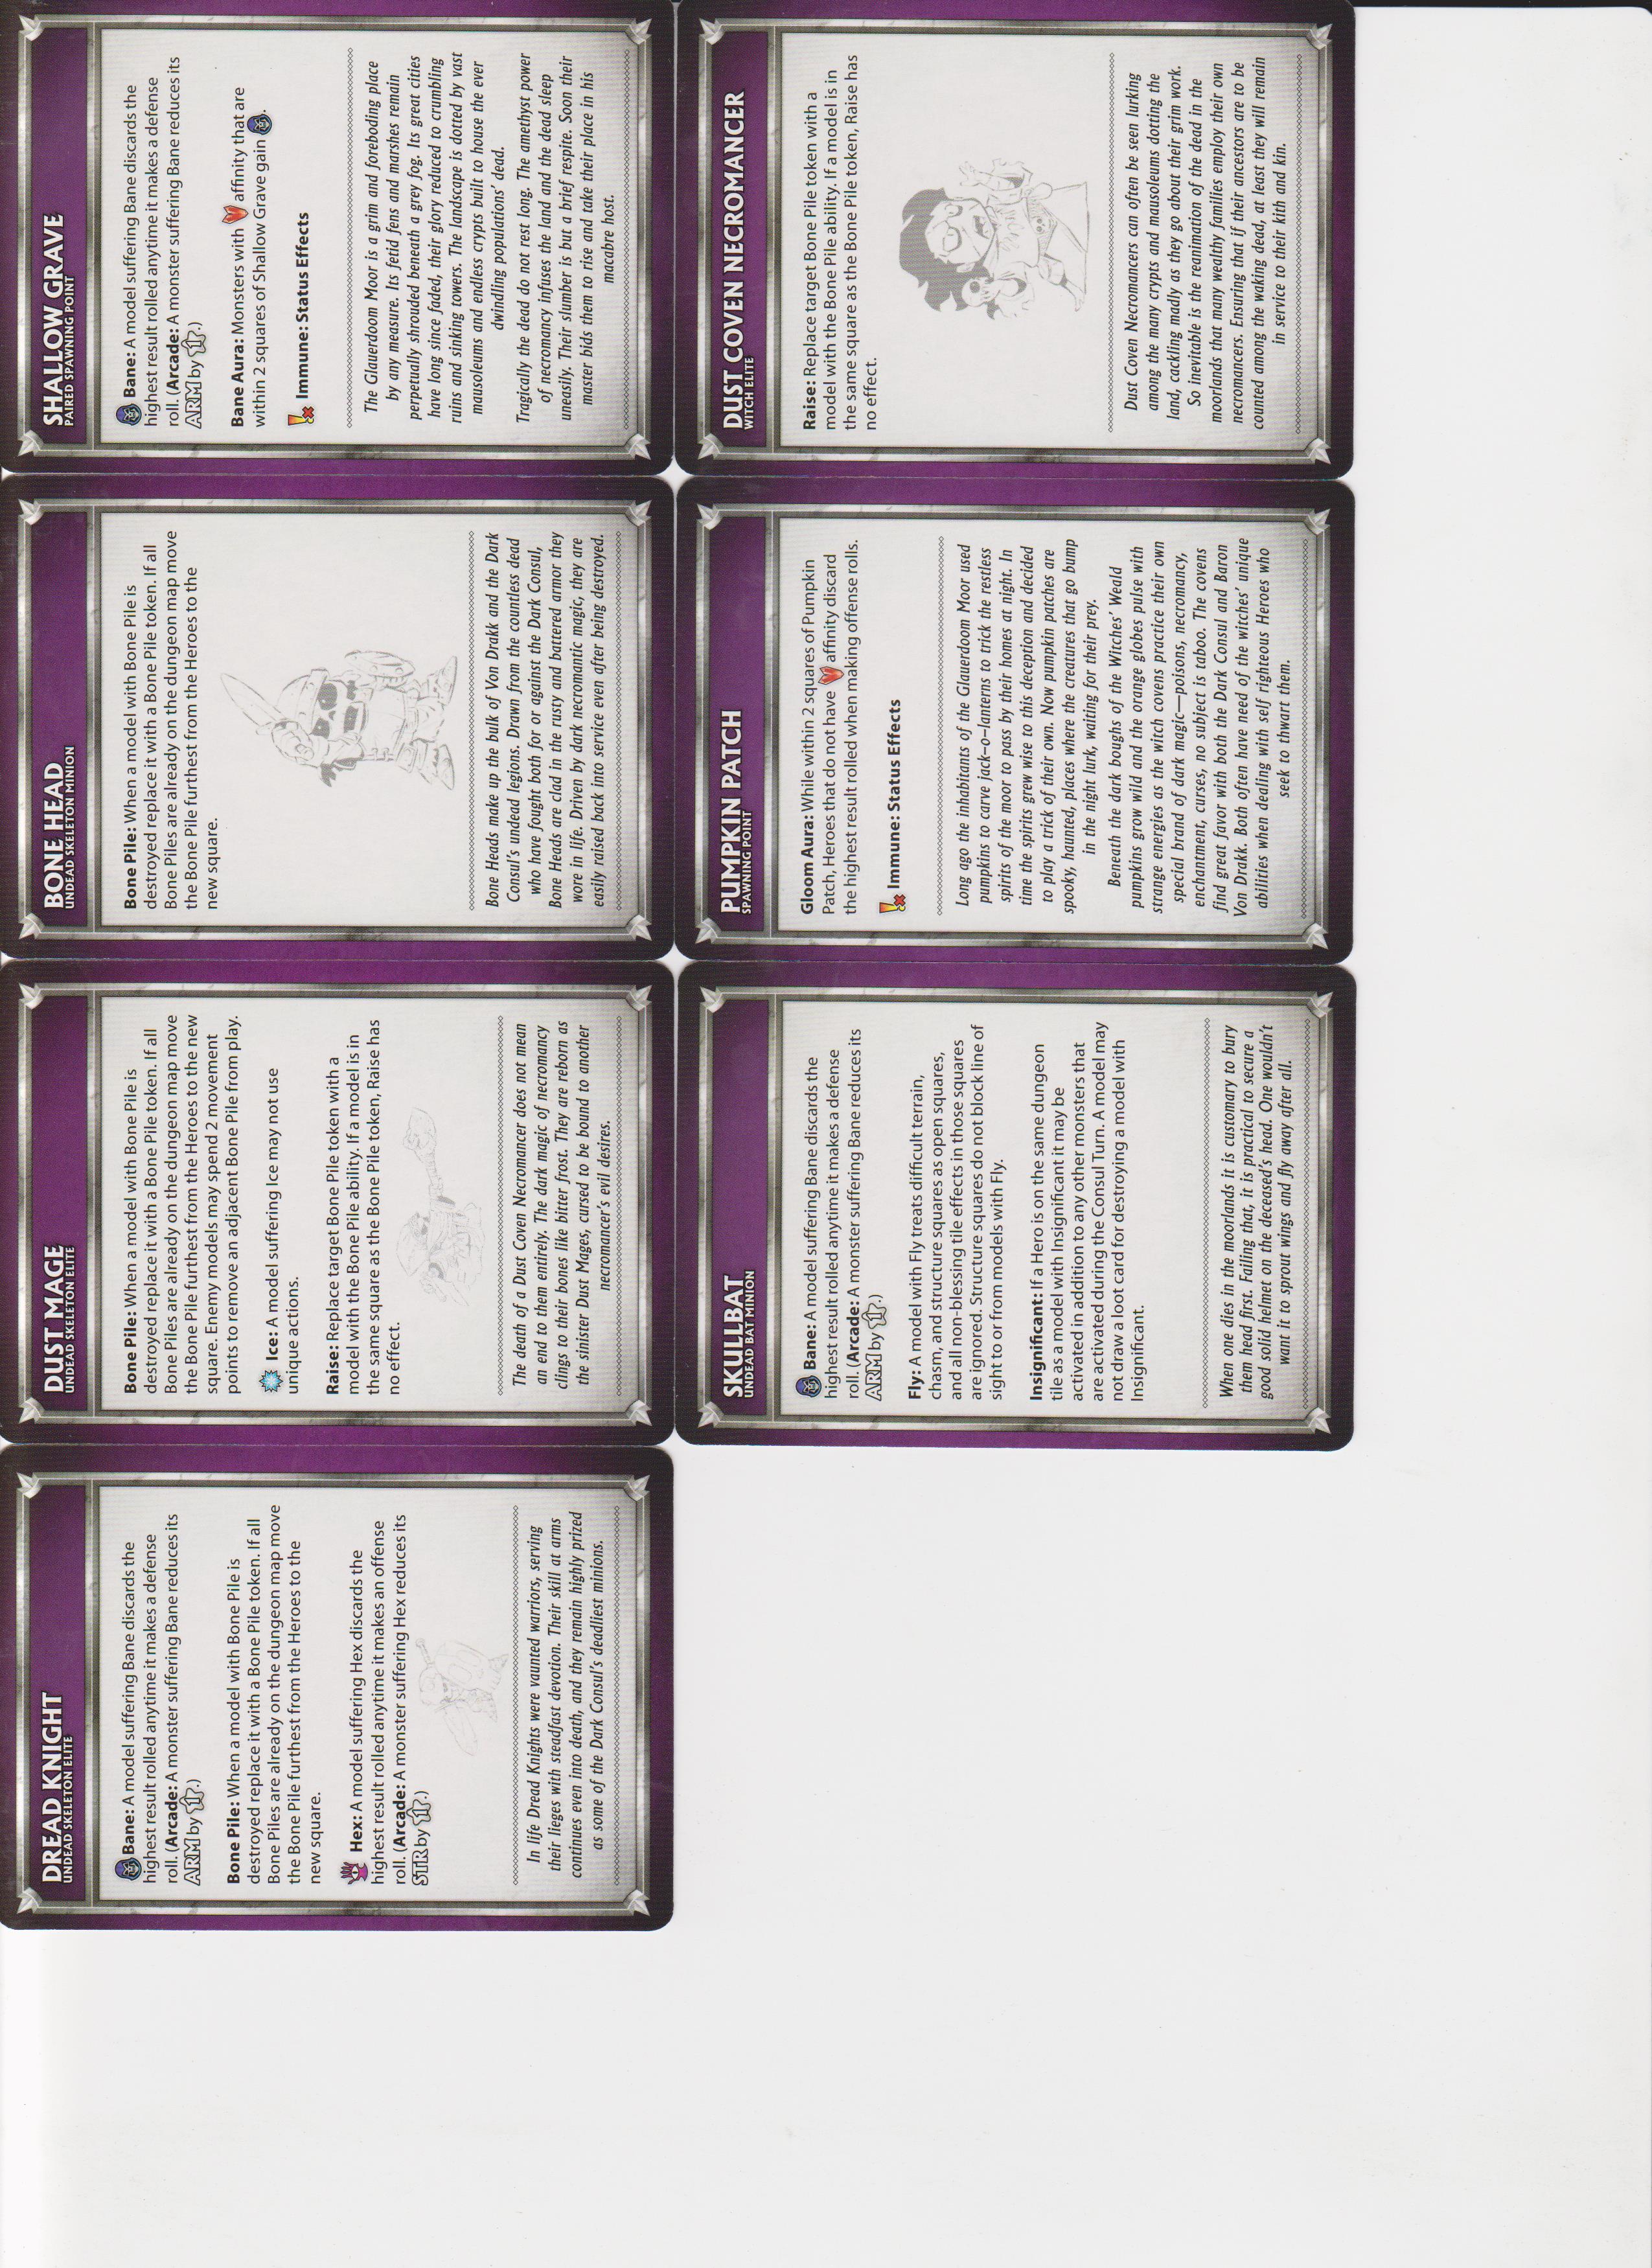 DREAD KNIGHT
UNDEAD SKELETON ELITE
Bane: A model suffering Bane discards the
highest result rolled anytime it makes a defense
roll. (Arcade: A monster suffering Bane reduces its
ARM by 1.)
Bone Pile: When a model with Bone Pile is
destroyed replace it with a Bone Pile token. If all
Bone Piles are already on the dungeon map move
the Bone Pile furthest from the Heroes to the
new square.
Hex: A model suffering Hex discards the
highest result rolled anytime it makes an offense
roll. (Arcade: A monster suffering Hex reduces its
STR by 1.)
In life Dread Knights were vaunted warriors, serving
their lieges with steadfast devotion. Their skill at arms
continues even into death, and they remain highly prized
as some of the Dark Consul's deadliest minions.
DUST MAGE
UNDEAD SKELETON ELITE
Bone Pile: When a model with Bone Pile is
destroyed replace it with a Bone Pile token. If all
Bone Piles are already on the dungeon map move
the Bone Pile furthest from the Heroes to the new
square. Enemy models may spend 2 movement
points to remove an adjacent Bone Pile from play.
Ice: A model suffering Ice may not use
unique actions.
Raise: Replace target Bone Pile token with a
model with the Bone Pile ability. If a model is in
the same square as the Bone Pile token, Raise has
no effect.
The death of a Dust Coven Necromancer does not mean
an end to them entirely. The dark magic of necromancy
clings to their bones like bitter frost. They are reborn as
the sinister Dust Mages, cursed to be bound to another
necromancer's evil desires.
BONE HEAD
UNDEAD SKELETON MINION
Bone Pile: When a model with Bone Pile is
destroyed replace it with a Bone Pile token. If all
Bone Piles are already on the dungeon map move
the Bone Pile furthest from the Heroes to the
new square.
Bone Heads make up the bulk of Von Drakk and the Dark
Consul's undead legions. Drawn from the countless dead
who have fought both for or against the Dark Consul,
Bone Heads are clad in the rusty and battered armor they
wore in life. Driven by dark necromantic magic, they are
easily raised back into service even after being destroyed.
SHALLOW GRAVE
PAIRED SPAWNING POINT
Bane: A model suffering Bane discards the
highest result rolled anytime it makes a defense
roll. (Arcade: A monster suffering Bane reduces its
ARM by 1.)
Bane Aura: Monsters with affinity that are
within 2 squares of Shallow Grave gain .
Immune: Status Effects
The Glauerdoom Moor is a grim and foreboding place
by any measure. Its fetid fens and marshes remain
perpetually shrouded beneath a grey fog. Its great cities
have long since faded, their glory reduced to crumbling
ruins and sinking towers. The landscape is dotted by vast
mausoleums and endless crypts built to house the ever
dwindling populations' dead.
Tragically the dead do not rest long. The amethyst power
of necromancy infuses the land and the dead sleep
uneasily. Their slumber is but a brief respite. Soon their
master bids them to rise and take their place in his
macabre host.
SKULLBAT
UNDEAD BAT MINION
Bane: A model suffering Bane discards the
highest result rolled anytime it makes a defense
roll. (Arcade: A monster suffering Bane reduces its
ARM by 1.)
Fly: A model with Fly treats difficult terrain,
chasm, and structure squares as open squares,
and all non-blessing tile effects in those squares
are ignored. Structure squares do not block line of
sight to or from models with Fly.
Insignificant: If a Hero is on the same dungeon
tile as a model with Insignificant it may be
activated in addition to any other monsters that
are activated during the Consul Turn. A model may
not draw a loot card for destroying a model with
Insignificant.
When one dies in the moorlands it is customary to bury
them head first. Failing that, it is practical to secure a
good solid helmet on the deceased's head. One wouldn't
want it to sprout wings and fly away after all.
PUMPKIN PATCH
SPAWNING POINT
Gloom Aura: While within 2 squares of Pumpkin
Patch, Heroes that do not have affinity discard
the highest result rolled when making offense rolls.
Immune: Status Effects
Long ago the inhabitants of the Glauerdoom Moor used
pumpkins to carve jack-o-lanterns to trick the restless
spirits of the moor to pass by their homes at night. In
time the spirits grew wise to this deception and decided
to play a trick of their own. Now pumpkin patches are
spooky, haunted, places where the creatures that go bump
in the night lurk, waiting for their prey.
Beneath the dark boughs of the Witches' Weald
pumpkins grow wild and the orange globes pulse with
strange energies as the witch covens practice their own
special brand of dark magic—poisons, necromancy,
enchantment, curses, no subject is taboo. The covens
find great favor with both the Dark Consul and Baron
Von Drakk. Both often have need of the witches' unique
abilities when dealing with self righteous Heroes who
seek to thwart them.
DUST COVEN NECROMANCER
WITCH ELITE
Raise: Replace target Bone Pile token with a
model with the Bone Pile ability. If a model is in
the same square as the Bone Pile token, Raise has
no effect.
Dust Coven Necromancers can often be seen lurking
among the many crypts and mausoleums dotting the
land, cackling madly as they go about their grim work.
So inevitable is the reanimation of the dead in the
moorlands that many wealthy families employ their own
necromancers. Ensuring that if their ancestors are to be
counted among the waking dead, at least they will remain
in service to their kith and kin.